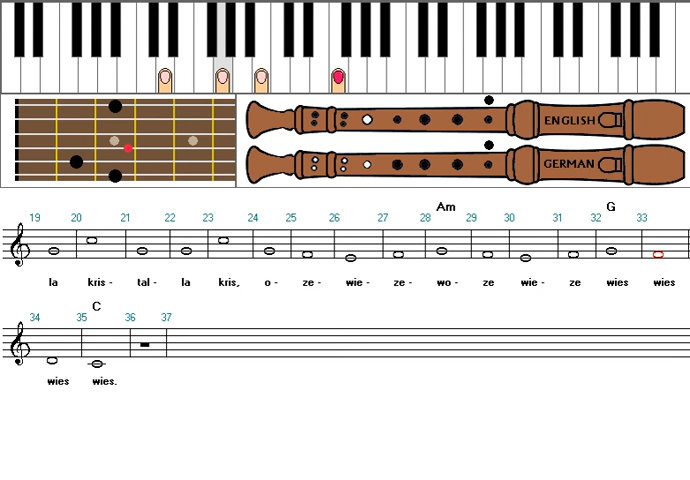 ENGLISH
GERMAN
Am G
19 20 21 22 23 24 25 26 27 28 29 30 31 32 33
la kris - tal - la kris, o - ze - wie - ze - wo - ze wie - ze wies wies
C
34 35 36 37
wies wies.